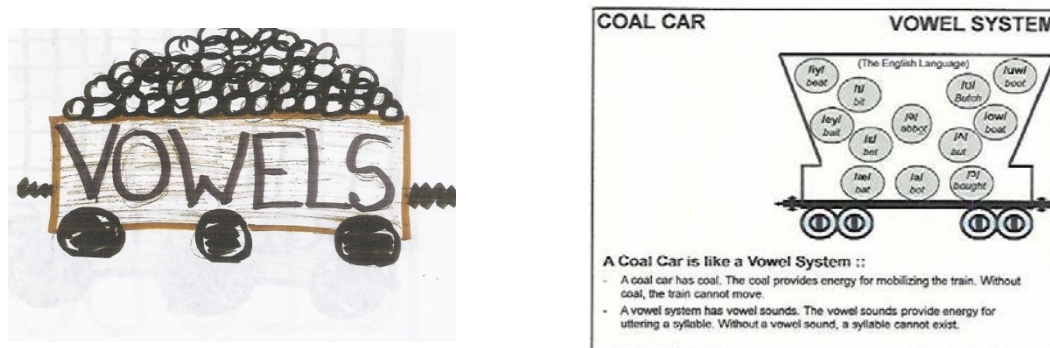 VOWELS
COAL CAR
VOWEL SYSTEM
(The English Language)
/iy/
beat
/uw/
boot
/ɪ/
bit
/ʊ/
Butch
/ey/
bait
/ə/
abbot
/ow/
boat
/ɛ/
bet
/ʌ/
but
/æ/
bat
/a/
bot
/ɔ/
bought
A Coal Car is like a Vowel System ::
- A coal car has coal. The coal provides energy for mobilizing the train. Without
coal, the train cannot move.
- A vowel system has vowel sounds. The vowel sounds provide energy for
uttering a syllable. Without a vowel sound, a syllable cannot exist.